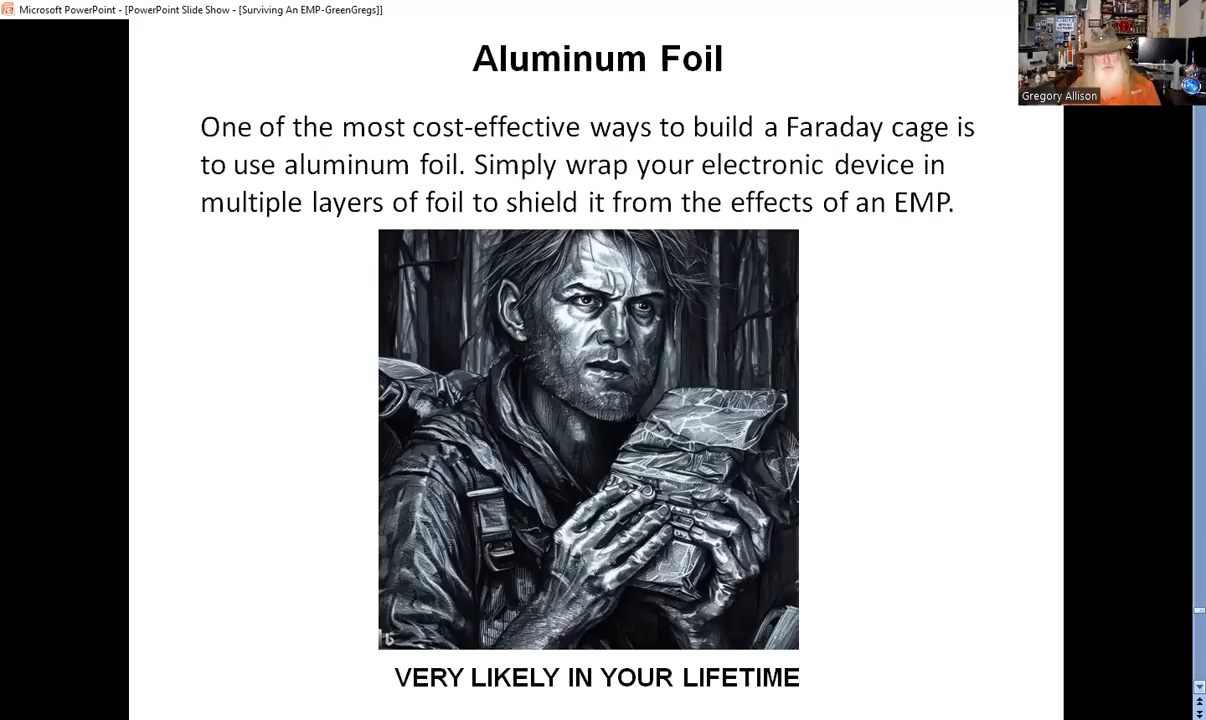 Microsoft PowerPoint - [PowerPoint Slide Show - [Surviving An EMP-GreenGregs]]
Gregory Allison
Aluminum Foil
One of the most cost-effective ways to build a Faraday cage is
to use aluminum foil. Simply wrap your electronic device in
multiple layers of foil to shield it from the effects of an EMP.
VERY LIKELY IN YOUR LIFETIME